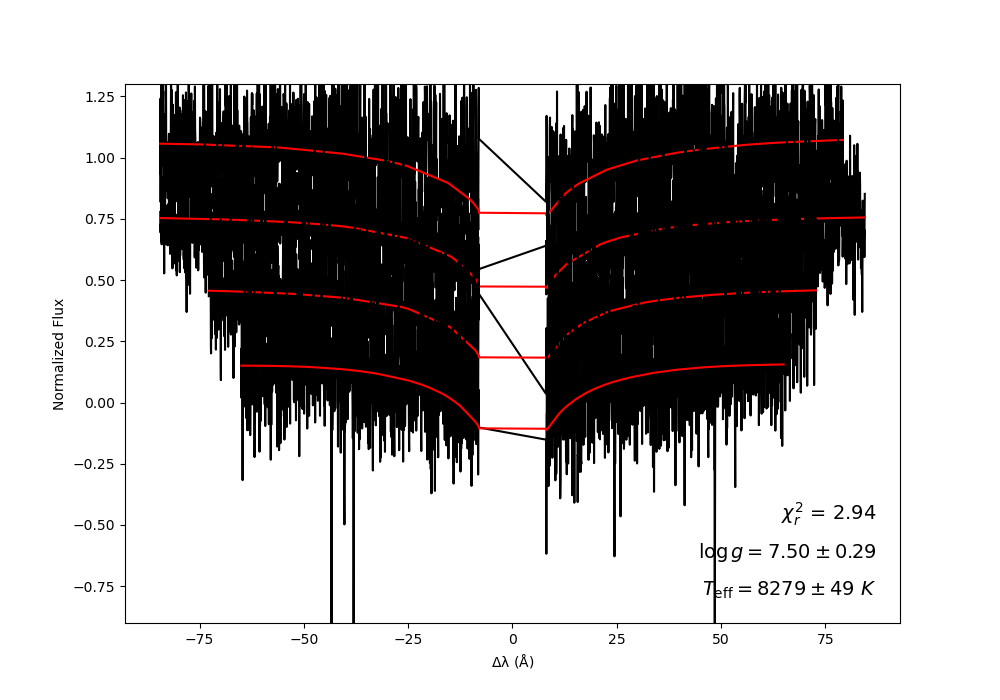 1.25
1.00
0.75
0.50
0.25
0.00
−0.25
−0.50
−0.75
Normalized Flux
χ²ᵣ = 2.94
log g = 7.50 ± 0.29
T_eff = 8279 ± 49 K
−75 −50 −25 0 25 50 75
Δλ (Å)